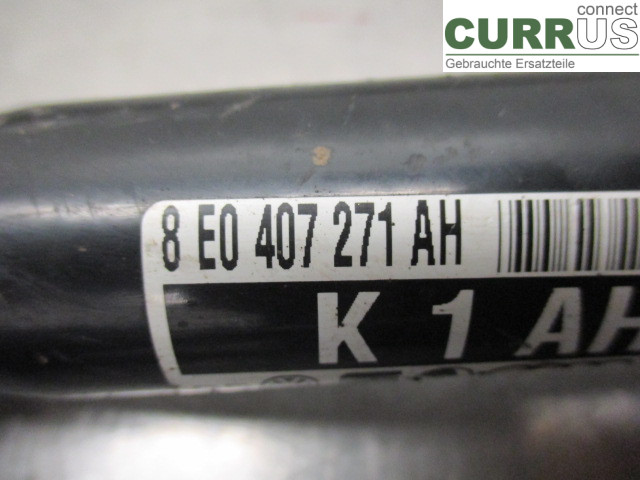 connect
CURRUS
Gebrauchte Ersatzteile
8 E0 407 271 AH
K 1 AH